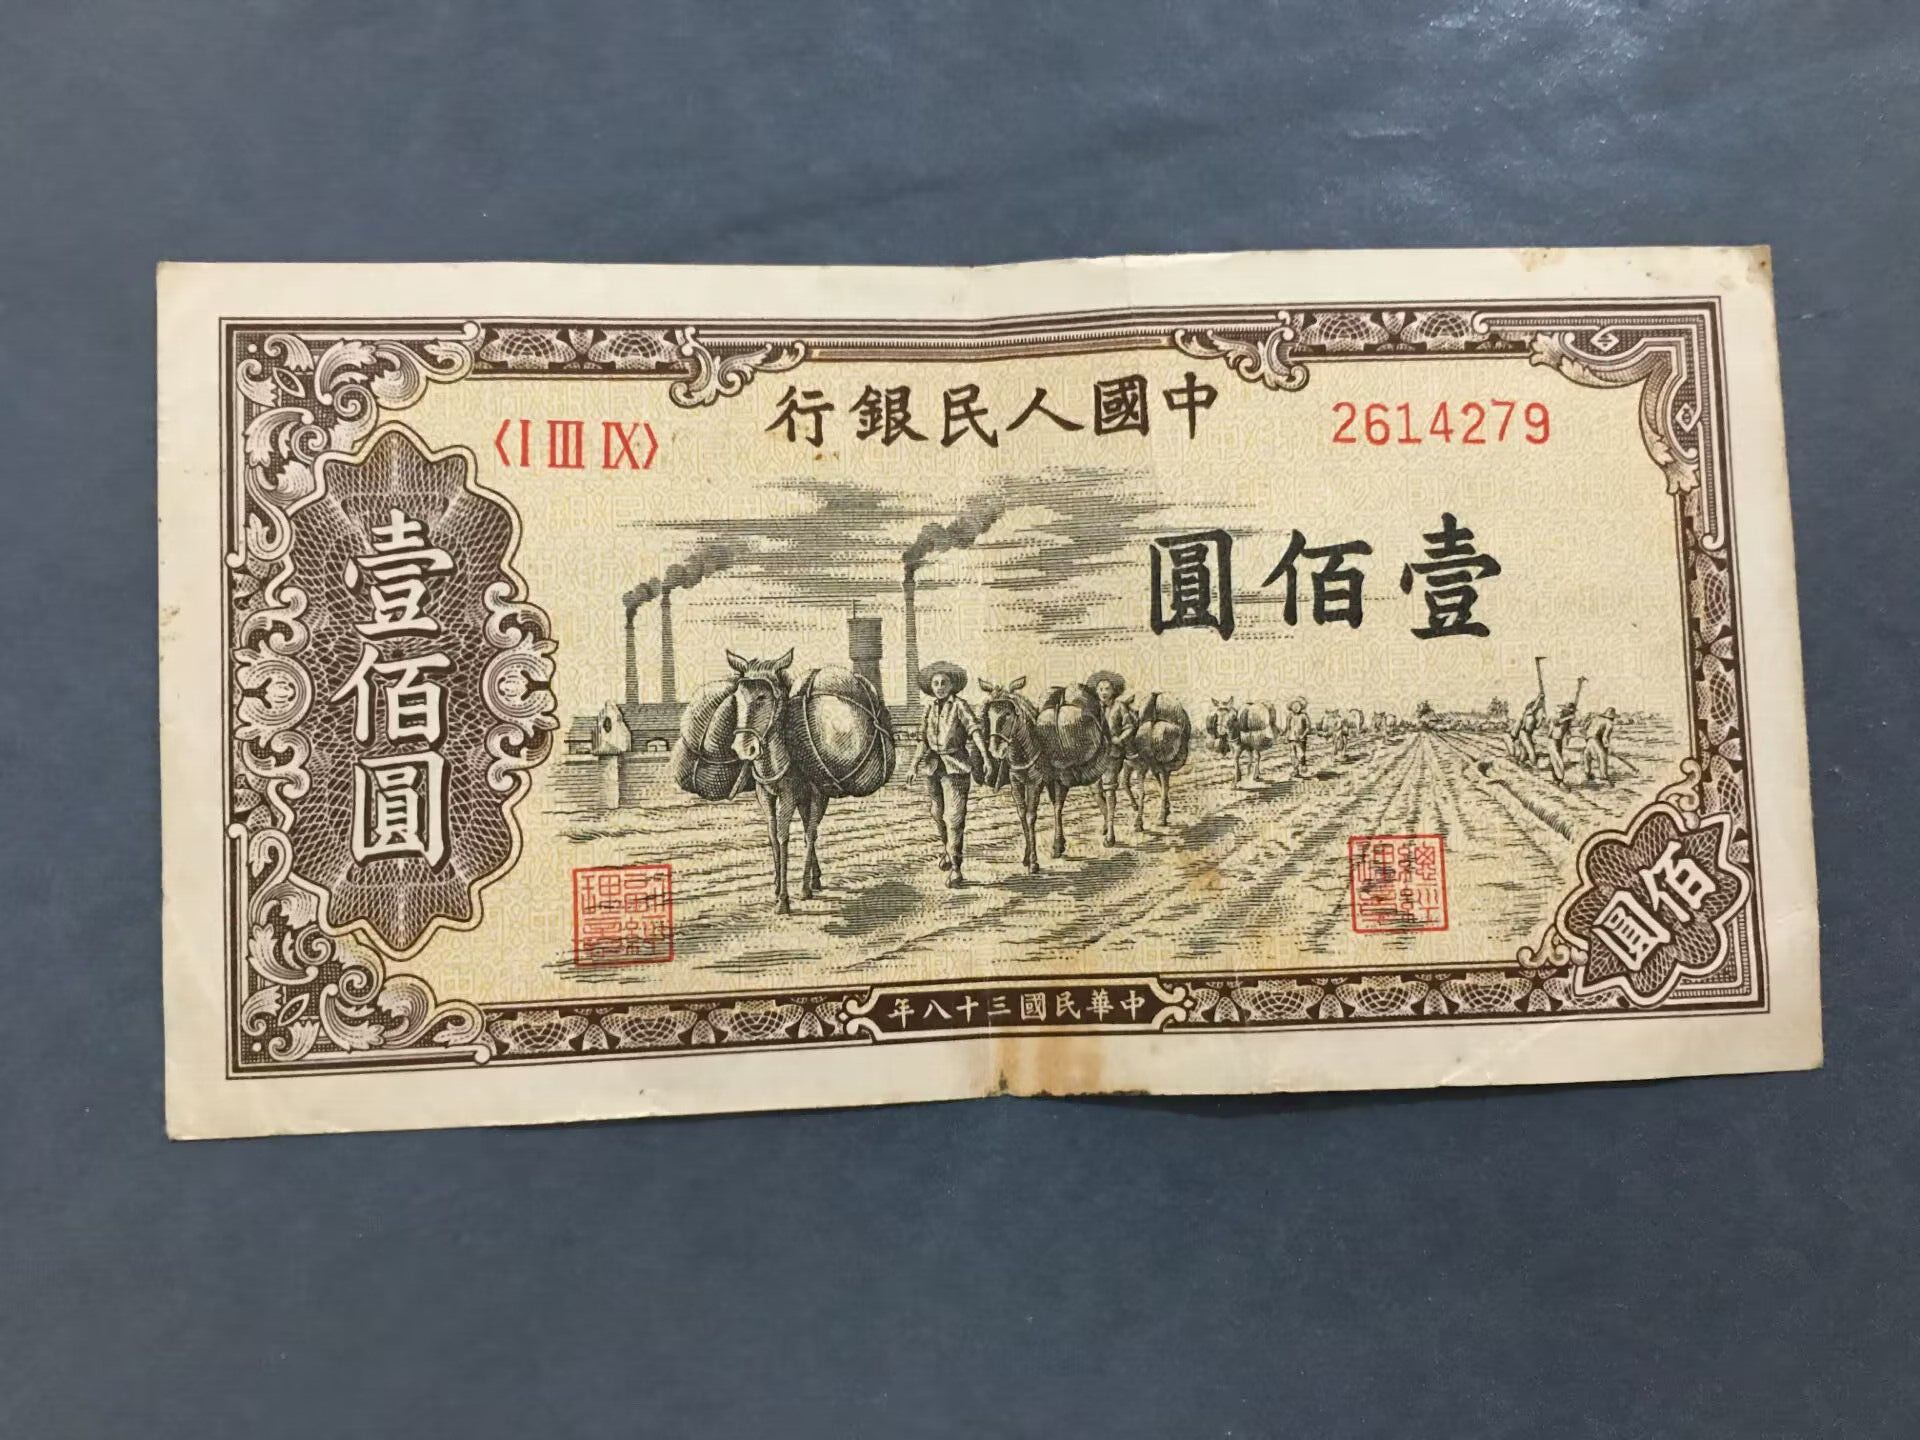 中國人民銀行
〈I III IX〉
2614279
壹佰圓
壹佰圓
佰圓
中華民國三十八年